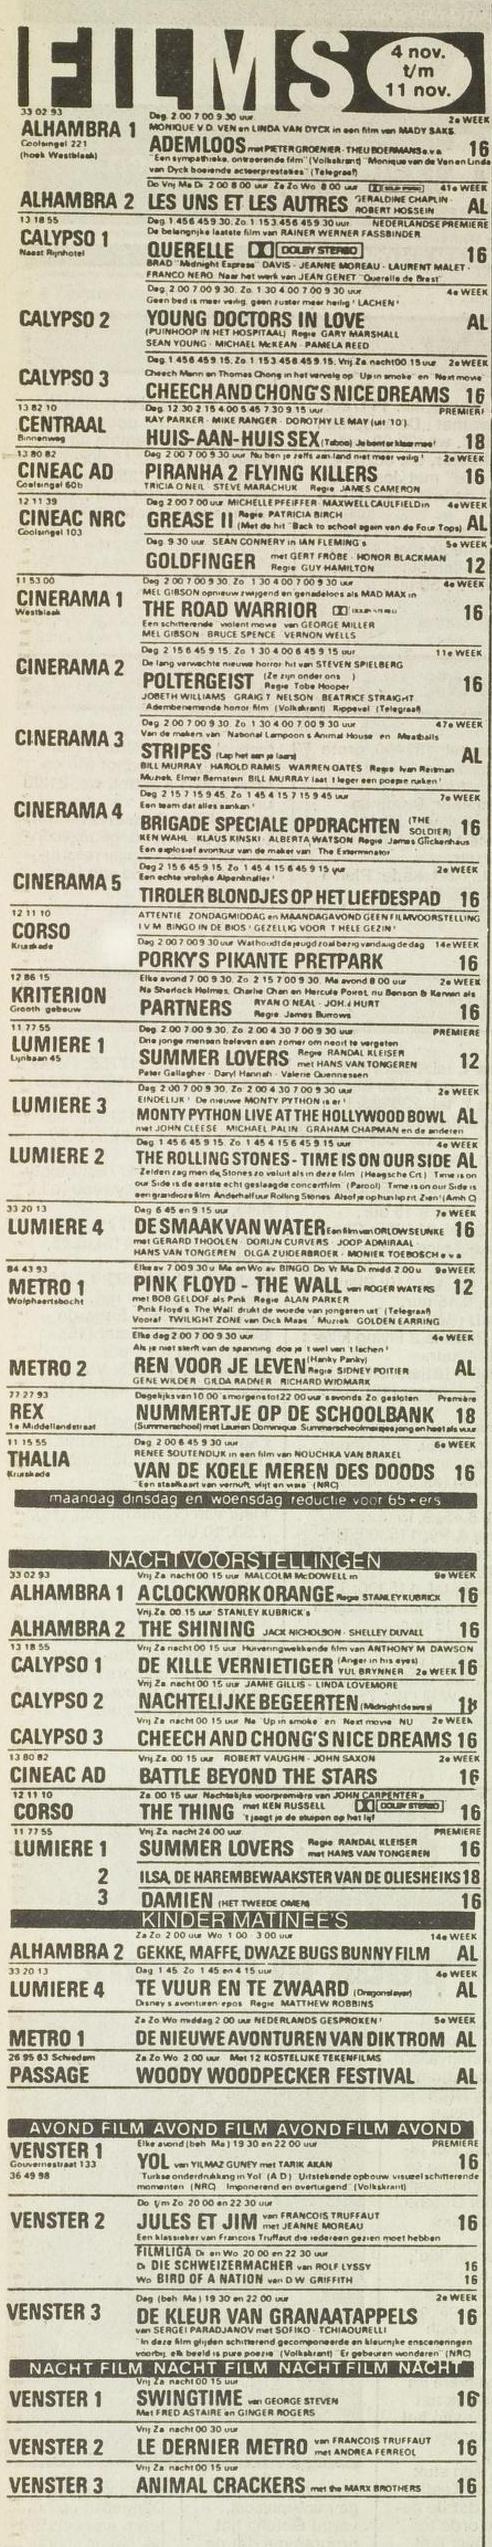 FILMS
4 nov.
t/m
11 nov.
33 02 93 Dag. 2.00 7.00 9.30 uur 2e WEEK
ALHAMBRA 1 MONIQUE V.D. VEN en LINDA VAN DYCK in een film van MADY SAKS.
Coolsingel 221 ADEMLOOS met PIETER GROENIER - THEU BOERMANS e.v.a. 16
(hoek Westblaak) "Een sympathieke, ontroerende film" (Volkskrant) "Monique van de Ven en Linda
van Dyck boeiende acteerprestaties" (Telegraaf)
Do Vrij Ma Di 2.00 8.00 uur Za Zo Wo 8.00 uur 41e WEEK
ALHAMBRA 2 LES UNS ET LES AUTRES GERALDINE CHAPLIN - AL
ROBERT HOSSEIN
13 18 55 Dag. 1.45 6.45 9.30. Zo. 1.15 3.45 6.45 9.30 uur NEDERLANDSE PREMIERE
CALYPSO 1 De belangrijke laatste film van RAINER WERNER FASSBINDER
Naast Rijnhotel QUERELLE DOLBY STEREO 16
BRAD "Midnight Express" DAVIS - JEANNE MOREAU - LAURENT MALET -
FRANCO NERO. Naar het werk van JEAN GENET "Querelle de Brest"
Dag. 2.00 7.00 9.30. Zo. 1.30 4.00 7.00 9.30 uur 4e WEEK
Geen bed is meer veilig, geen zuster meer heilig! LACHEN!
CALYPSO 2 YOUNG DOCTORS IN LOVE AL
(PUINHOOP IN HET HOSPITAAL) Regie GARY MARSHALL
SEAN YOUNG - MICHAEL McKEAN - PAMELA REED
Dag. 1.45 6.45 9.15. Zo. 1.15 3.45 6.45 9.15. Vrij Za nacht 00.15 uur 2e WEEK
CALYPSO 3 Cheech Marin en Thomas Chong in het vervolg op "Up in smoke" en "Next movie"
CHEECH AND CHONG'S NICE DREAMS 16
13 82 10 Dag. 12.30 2.15 4.00 5.45 7.30 9.15 uur PREMIERE
CENTRAAL KAY PARKER - MIKE RANGER - DOROTHY LE MAY (uit '10')
Binnenweg HUIS-AAN-HUIS SEX (Taboo) Je bent er klaar mee! 18
13 80 82 Dag. 2.00 7.00 9.30 uur Nu ben je zelfs aan land niet meer veilig! 2e WEEK
CINEAC AD PIRANHA 2 FLYING KILLERS 16
Coolsingel 60b TRICIA O'NEIL - STEVE MARACHUK - Regie JAMES CAMERON
12 11 39 Dag. 2.00 7.00 uur MICHELLE PFEIFFER - MAXWELL CAULFIELD in 4e WEEK
CINEAC NRC GREASE II Regie PATRICIA BIRCH AL
Coolsingel 103 (Met de hit "Back to school again van de Four Tops)
Dag. 9.30 uur SEAN CONNERY in IAN FLEMING's 5e WEEK
GOLDFINGER met GERT FRÖBE - HONOR BLACKMAN 12
Regie GUY HAMILTON
11 53 00 Dag. 2.00 7.00 9.30. Zo. 1.30 4.00 7.00 9.30 uur 4e WEEK
CINERAMA 1 MEL GIBSON opnieuw zwijgend en genadeloos als MAD MAX in
Westblaak THE ROAD WARRIOR 16
Een schitterende "violent movie" van GEORGE MILLER
MEL GIBSON - BRUCE SPENCE - VERNON WELLS
Dag. 2.15 6.45 9.15. Zo. 1.30 4.00 6.45 9.15 uur 11e WEEK
CINERAMA 2 De lang verwachte nieuwe horror hit van STEVEN SPIELBERG
POLTERGEIST (Ze zijn onder ons...) 16
Regie Tobe Hooper
JOBETH WILLIAMS - GRAIG T. NELSON - BEATRICE STRAIGHT
"Adembenemende horror film" (Volkskrant) "Rippevel" (Telegraaf)
Dag. 2.00 7.00 9.30. Zo. 1.30 4.00 7.00 9.30 uur 47e WEEK
CINERAMA 3 Van de makers van "National Lampoon's Animal House" en "Meatballs"
STRIPES (Lap het aan je laars) AL
BILL MURRAY - HAROLD RAMIS - WARREN OATES - Regie Ivan Reitman
Muziek: Elmer Bernstein. BILL MURRAY laat 't leger een poepie ruiken!
Dag. 2.15 7.15 9.45. Zo. 1.45 4.15 7.15 9.45 uur 7e WEEK
CINERAMA 4 Een team dat alles aankan!
BRIGADE SPECIALE OPDRACHTEN (THE SOLDIER) 16
KEN WAHL - KLAUS KINSKI - ALBERTA WATSON Regie James Glickenhaus
Een explosief avontuur van de maker van "The Exterminator"
Dag. 2.15 6.45 9.15. Zo. 1.45 4.15 6.45 9.15 uur 2e WEEK
CINERAMA 5 Een echte vrolijke Alpenknaller!
TIROLER BLONDJES OP HET LIEFDESPAD 16
12 11 10 ATTENTIE: ZONDAGMIDDAG en MAANDAGAVOND GEEN FILMVOORSTELLING
CORSO I.V.M. BINGO IN DE BIOS! GEZELLIG VOOR 'T HELE GEZIN!
Kruiskade Dag. 2.00 7.00 9.30 uur Wat houdt de jeugd zoal bezig vandaag de dag 14e WEEK
PORKY'S PIKANTE PRETPARK 16
12 86 15 Elke avond 7.00 9.30. Zo. 2.15 7.00 9.30. Ma. avond 8.00 uur 2e WEEK
KRITERION Na Sherlock Holmes, Charlie Chan en Hercule Poirot, nu Benson & Kerwin als
Grooth gebouw PARTNERS RYAN O'NEAL - JOHN HURT 16
Regie James Burrows
11 77 55 Dag. 2.00 7.00 9.30. Zo. 2.00 4.30 7.00 9.30 uur PREMIERE
LUMIERE 1 Drie jonge mensen beleven een zomer om nooit te vergeten
Lijnbaan 45 SUMMER LOVERS Regie RANDAL KLEISER 12
met HANS VAN TONGEREN
Peter Gallagher - Daryl Hannah - Valerie Quennessen
Dag. 2.00 7.00 9.30. Zo. 2.00 4.30 7.00 9.30 uur 2e WEEK
LUMIERE 3 EINDELIJK! De nieuwe MONTY PYTHON is er!
MONTY PYTHON LIVE AT THE HOLLYWOOD BOWL AL
met JOHN CLEESE - MICHAEL PALIN - GRAHAM CHAPMAN en de anderen
Dag. 1.45 6.45 9.15. Zo. 1.45 4.15 6.45 9.15 uur 4e WEEK
LUMIERE 2 THE ROLLING STONES - TIME IS ON OUR SIDE AL
"Zelden zag men de Stones zo voluit als in deze film" (Haagsche Crt.) "Time is on
our Side is de eerste echt geslaagde concertfilm" (Parool) "Time is on our Side is
een grandioze film. Anderhalf uur Rolling Stones. Alsof je op hun lip zit. Zien! (Amh.C)
33 20 13 Dag. 6.45 en 9.15 uur 7e WEEK
LUMIERE 4 DE SMAAK VAN WATER Een film van ORLOW SEUNKE 16
met GERARD THOOLEN - DORIJN CURVERS - JOOP ADMIRAAL -
HANS VAN TONGEREN - OLGA ZUIDERBROEK - MONIEK TOEBOSCH e.v.a.
84 43 93 Elke av. 7.00 9.30 u. Ma en Wo av. BINGO. Do Vr Ma Di midd. 2.00 u. 9e WEEK
METRO 1 PINK FLOYD - THE WALL van ROGER WATERS 12
Wolphaertsbocht met BOB GELDOF als Pink. Regie ALAN PARKER
"Pink Floyd's The Wall drukt de woede van jongeren uit" (Telegraaf)
Vooraf: TWILIGHT ZONE van Dick Maas. Muziek: GOLDEN EARRING
Elke dag 2.00 7.00 9.30 uur 4e WEEK
Als je niet sterft van de spanning, doe je 't wel van 't lachen!
METRO 2 REN VOOR JE LEVEN (Hanky Panky) AL
Regie SIDNEY POITIER
GENE WILDER - GILDA RADNER - RICHARD WIDMARK
77 27 93 Dagelijks van 10.00 's morgens tot 22.00 uur 's avonds. Zo. gesloten Première
REX NUMMERTJE OP DE SCHOOLBANK 18
1e Middellandstraat (Summerschool) met Lauren Dominique
11 15 55 Dag. 2.00 6.45 9.30 uur 6e WEEK
THALIA RENEE SOUTENDIJK in een film van NOUCHKA VAN BRAKEL
Kruiskade VAN DE KOELE MEREN DES DOODS 16
"Een staalkaart van vernuft, vlijt en visie" (NRC)
maandag dinsdag en woensdag reductie voor 65+ers
NACHTVOORSTELLINGEN
33 02 93 Vrij Za nacht 00.15 uur MALCOLM McDOWELL in 9e WEEK
ALHAMBRA 1 A CLOCKWORK ORANGE Regie STANLEY KUBRICK 16
Vrij Za 00.15 uur STANLEY KUBRICK's
ALHAMBRA 2 THE SHINING JACK NICHOLSON - SHELLEY DUVALL 16
13 18 55 Vrij Za nacht 00.15 uur Huiveringwekkende film van ANTHONY M. DAWSON
CALYPSO 1 DE KILLE VERNIETIGER (Anger in his eyes) 16
YUL BRYNNER 2e WEEK
Vrij Za nacht 00.15 uur JAMIE GILLIS - LINDA LOVEMORE
CALYPSO 2 NACHTELIJKE BEGEERTEN (Midnight desires) 18
Vrij Za nacht 00.15 uur Na "Up in smoke" en "Next movie" NU 2e WEEK
CALYPSO 3 CHEECH AND CHONG'S NICE DREAMS 16
13 80 82 Vrij Za 00.15 uur ROBERT VAUGHN - JOHN SAXON 2e WEEK
CINEAC AD BATTLE BEYOND THE STARS 16
12 11 10 Za 00.15 uur Nachtelijke voorpremière van JOHN CARPENTER's
CORSO THE THING met KEN RUSSELL DOLBY STEREO 16
't jaagt je de stuipen op het lijf
11 77 55 Vrij Za nacht 24.00 uur. PREMIERE
LUMIERE 1 SUMMER LOVERS Regie RANDAL KLEISER 16
met HANS VAN TONGEREN
2 ILSA, DE HAREMBEWAAKSTER VAN DE OLIESHEIKS 18
3 DAMIEN (HET TWEEDE OMEN) 16
KINDER MATINEE'S
Za Zo 2.00 uur Wo 1.00 - 3.00 uur 14e WEEK
ALHAMBRA 2 GEKKE, MAFFE, DWAZE BUGS BUNNY FILM AL
33 20 13 Dag. 1.45. Zo. 1.45 en 4.15 uur 4e WEEK
LUMIERE 4 TE VUUR EN TE ZWAARD (Dragonslayer) AL
Disney's avonturen-epos Regie MATTHEW ROBBINS
Za Zo Wo middag 2.00 uur NEDERLANDS GESPROKEN! 5e WEEK
METRO 1 DE NIEUWE AVONTUREN VAN DIK TROM AL
26 95 63 Schiedam Za Zo Wo 2.00 uur Met 12 KOSTELIJKE TEKENFILMS
PASSAGE WOODY WOODPECKER FESTIVAL AL
AVOND FILM AVOND FILM AVOND FILM AVOND
VENSTER 1 Elke avond (beh. Ma) 19.30 en 22.00 uur PREMIERE
Gouvernestraat 133 YOL van YILMAZ GUNEY met TARIK AKAN 16
36 49 98 "Turkse onderdrukking in Yol" (A.D.) "Uitstekende opbouw, visueel schitterende
momenten" (NRC) "Imponerend en overtuigend" (Volkskrant)
Do t/m Zo 20.00 en 22.30 uur
VENSTER 2 JULES ET JIM van FRANCOIS TRUFFAUT 16
met JEANNE MOREAU
Een klassieker van Francois Truffaut die iedereen gezien moet hebben
FILMLIGA Di en Wo 20.00 en 22.30 uur
Di DIE SCHWEIZERMACHER van ROLF LYSSY 16
Wo BIRD OF A NATION van D.W. GRIFFITH 16
Dag. (beh. Ma) 19.30 en 22.00 uur 2e WEEK
VENSTER 3 DE KLEUR VAN GRANAATAPPELS 16
van SERGEI PARADJANOV met SOFIKO - TCHIAOURELLI
"In deze film glijden schitterend gecomponeerde en kleurrijke ensceneringen
voorbij, elk beeld is pure poezie" (Volkskrant) "Er gebeuren wonderen" (NRC)
NACHT FILM NACHT FILM NACHT FILM NACHT
Vrij Za nacht 00.15 uur
VENSTER 1 SWINGTIME van GEORGE STEVEN 16
Met FRED ASTAIRE en GINGER ROGERS
Vrij Za nacht 00.30 uur
VENSTER 2 LE DERNIER METRO van FRANCOIS TRUFFAUT 16
met ANDREA FERREOL
Vrij Za nacht 00.15 uur
VENSTER 3 ANIMAL CRACKERS met the MARX BROTHERS 16